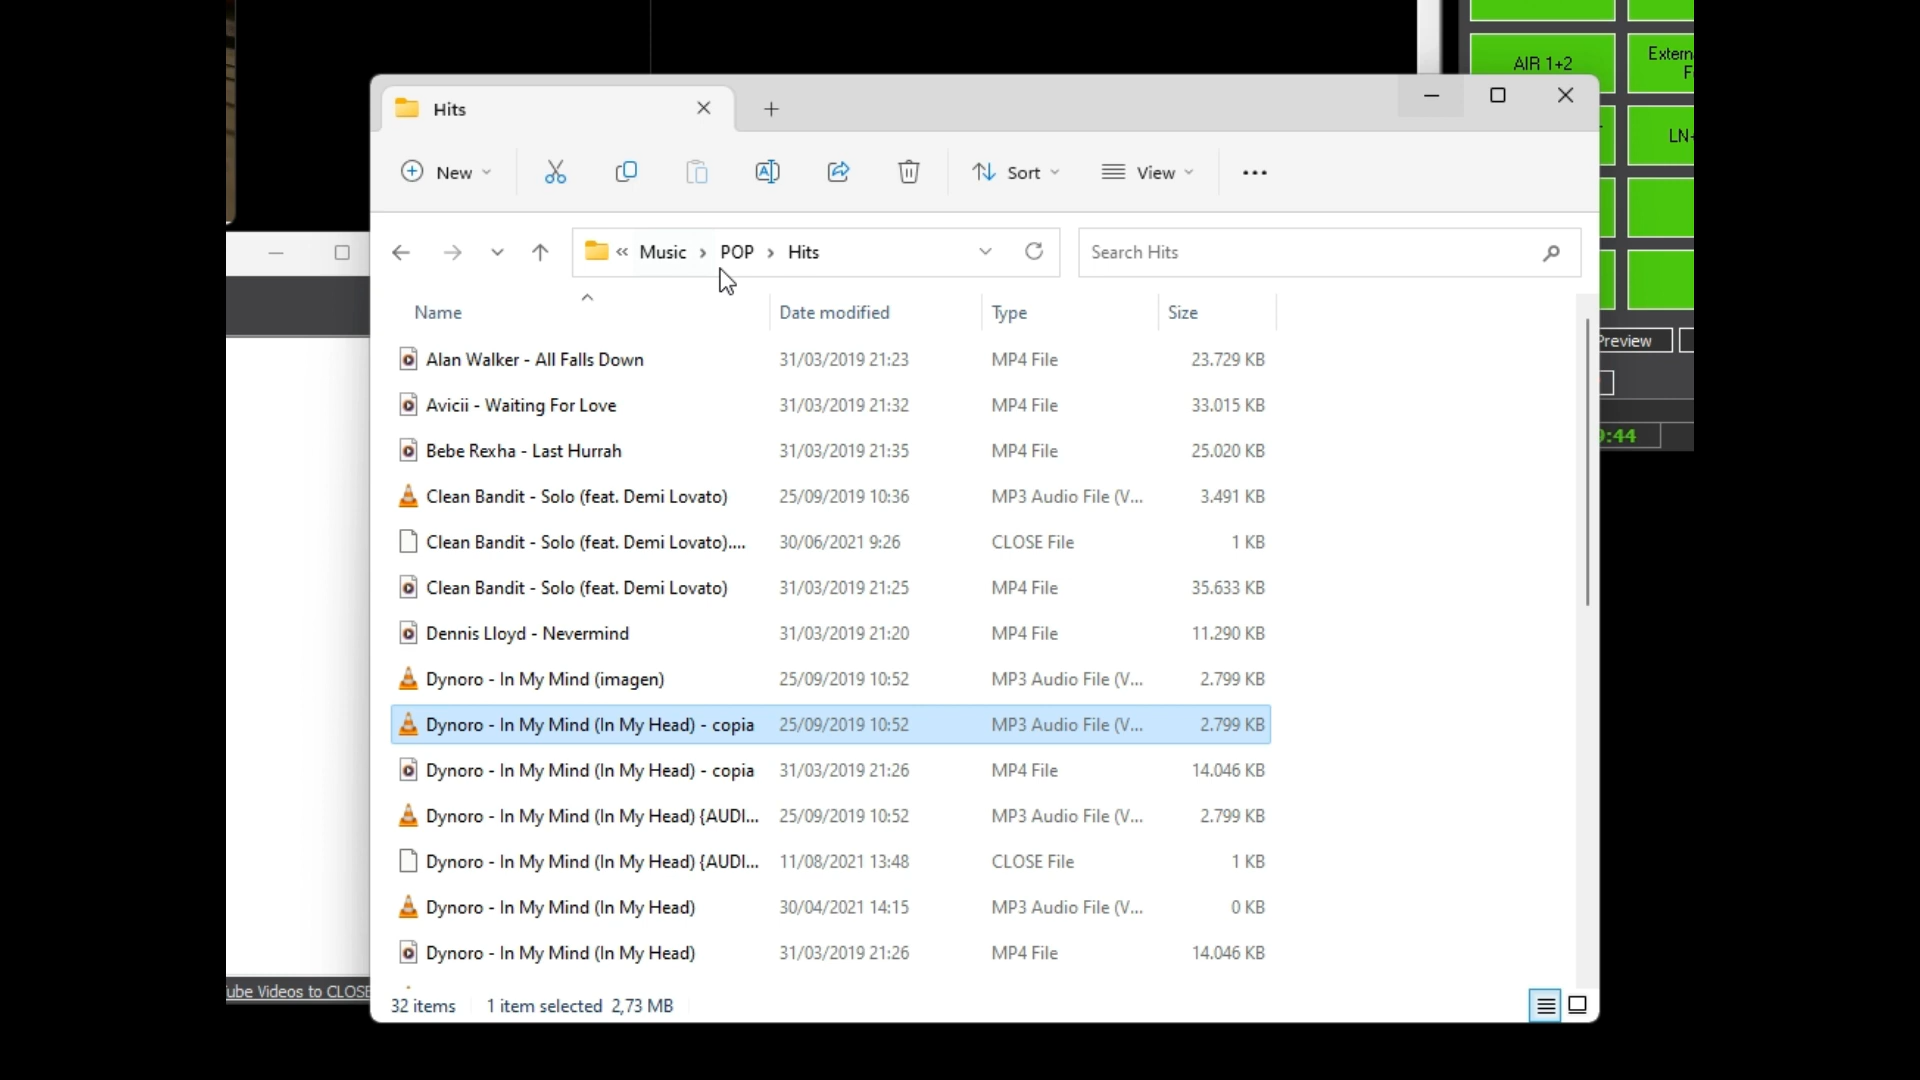 AIR 1+2
Extern
Hits
New
Sort
View
LN-
« Music › POP › Hits
Search Hits
Name
Date modified
Type
Size
Preview
Alan Walker - All Falls Down 31/03/2019 21:23 MP4 File 23.729 KB
Avicii - Waiting For Love 31/03/2019 21:32 MP4 File 33.015 KB
:44
Bebe Rexha - Last Hurrah 31/03/2019 21:35 MP4 File 25.020 KB
Clean Bandit - Solo (feat. Demi Lovato) 25/09/2019 10:36 MP3 Audio File (V... 3.491 KB
Clean Bandit - Solo (feat. Demi Lovato).... 30/06/2021 9:26 CLOSE File 1 KB
Clean Bandit - Solo (feat. Demi Lovato) 31/03/2019 21:25 MP4 File 35.633 KB
Dennis Lloyd - Nevermind 31/03/2019 21:20 MP4 File 11.290 KB
Dynoro - In My Mind (imagen) 25/09/2019 10:52 MP3 Audio File (V... 2.799 KB
Dynoro - In My Mind (In My Head) - copia 25/09/2019 10:52 MP3 Audio File (V... 2.799 KB
Dynoro - In My Mind (In My Head) - copia 31/03/2019 21:26 MP4 File 14.046 KB
Dynoro - In My Mind (In My Head) {AUDI... 25/09/2019 10:52 MP3 Audio File (V... 2.799 KB
Dynoro - In My Mind (In My Head) {AUDI... 11/08/2021 13:48 CLOSE File 1 KB
Dynoro - In My Mind (In My Head) 30/04/2021 14:15 MP3 Audio File (V... 0 KB
Dynoro - In My Mind (In My Head) 31/03/2019 21:26 MP4 File 14.046 KB
ube Videos to CLOSE
32 items 1 item selected 2,73 MB